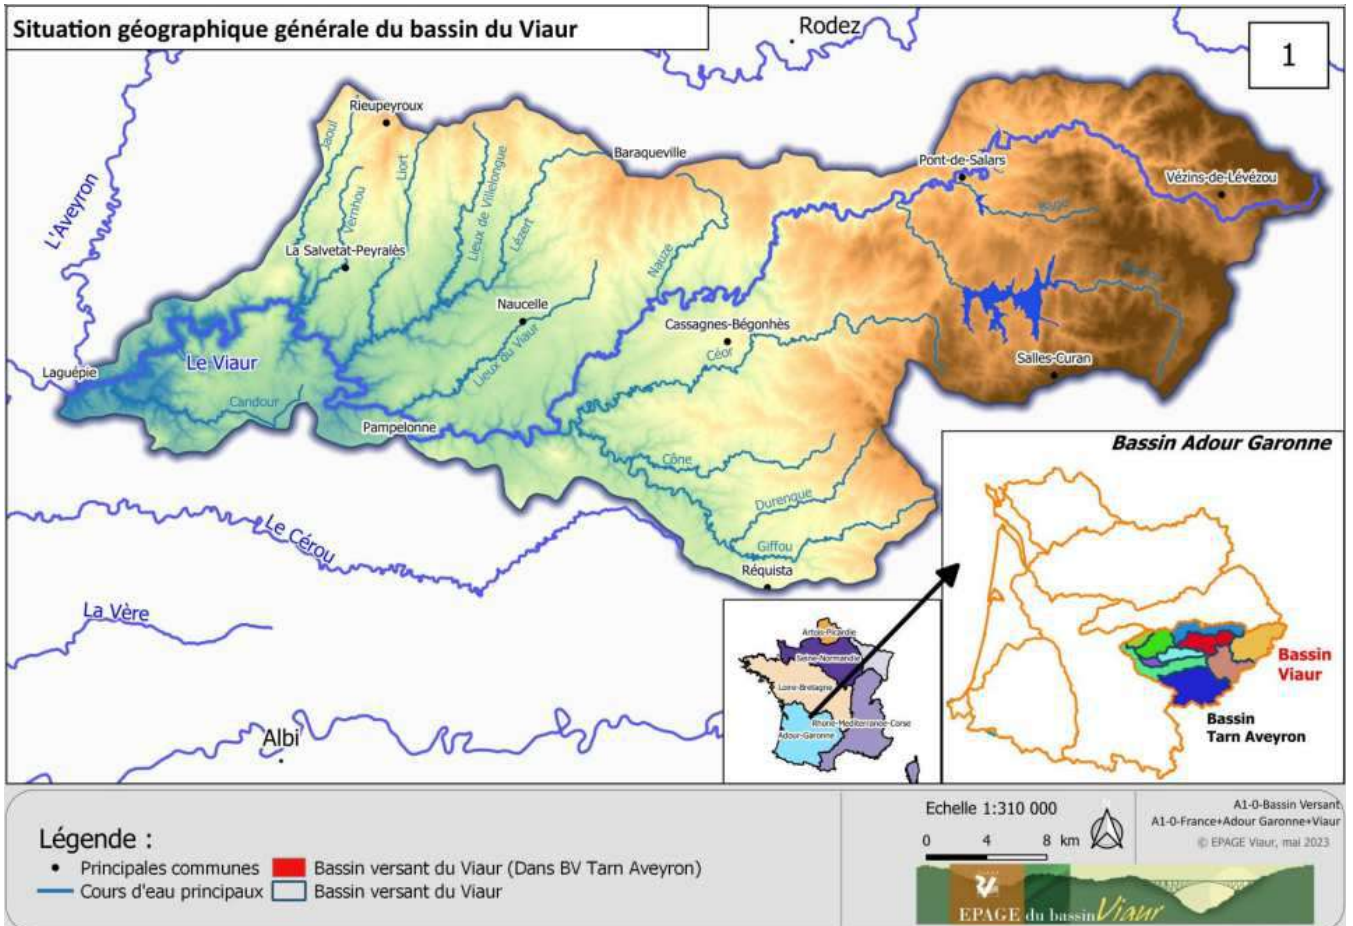 Situation géographique générale du bassin du Viaur
Rodez
1
Rieupeyroux
Jaoul
Liort
Vernhou
Lieux de Villelongue
Lézert
Baraqueville
Pont-de-Salars
Vézins-de-Lévézou
L'Aveyron
La Salvetat-Peyralès
Nauze
Naucelle
Cassagnes-Bégonhès
Lieux du Viaur
Céor
Salles-Curan
Laguépie
Le Viaur
Candour
Pampelonne
Cône
Durenque
Giffou
Réquista
Le Cérou
La Vère
Albi
Bassin Adour Garonne
Bassin
Viaur
Bassin
Tarn Aveyron
Artois-Picardie
Seine-Normandie
Loire-Bretagne
Rhone-Mediterranee-Corse
Adour-Garonne
Légende :
Principales communes
Bassin versant du Viaur (Dans BV Tarn Aveyron)
Cours d'eau principaux
Bassin versant du Viaur
Echelle 1:310 000
0 4 8 km
A1-0-Bassin Versant
A1-0-France+Adour Garonne+Viaur
© EPAGE Viaur, mai 2023
EPAGE du bassin Viaur